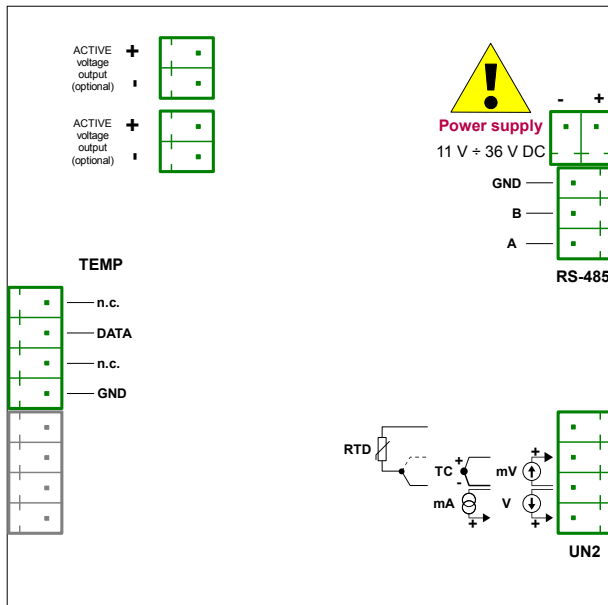 ACTIVE
voltage
output
(optional)
+
-
ACTIVE
voltage
output
(optional)
+
-
!
- +
Power supply
11 V ÷ 36 V DC
GND
B
A
RS-485
TEMP
n.c.
DATA
n.c.
GND
RTD
TC
+
-
mV
+
mA
+
V
+
UN2